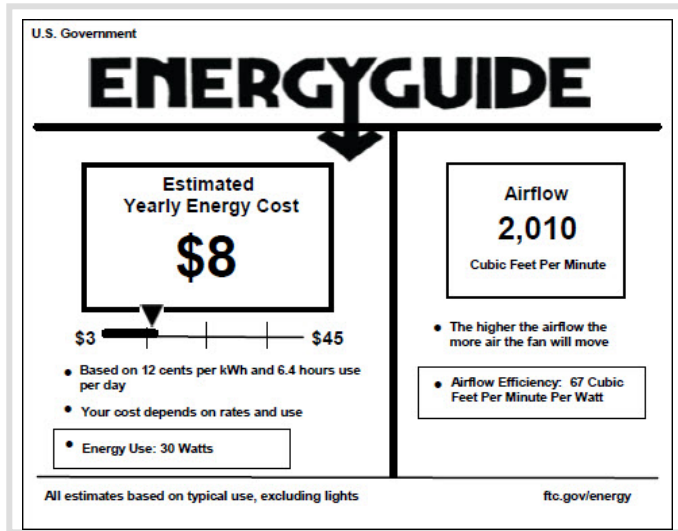 U.S. Government
ENERGYGUIDE
Estimated
Yearly Energy Cost
$8
$3
$45
• Based on 12 cents per kWh and 6.4 hours use
per day
• Your cost depends on rates and use
• Energy Use: 30 Watts
Airflow
2,010
Cubic Feet Per Minute
• The higher the airflow the
more air the fan will move
• Airflow Efficiency: 67 Cubic
Feet Per Minute Per Watt
All estimates based on typical use, excluding lights
ftc.gov/energy